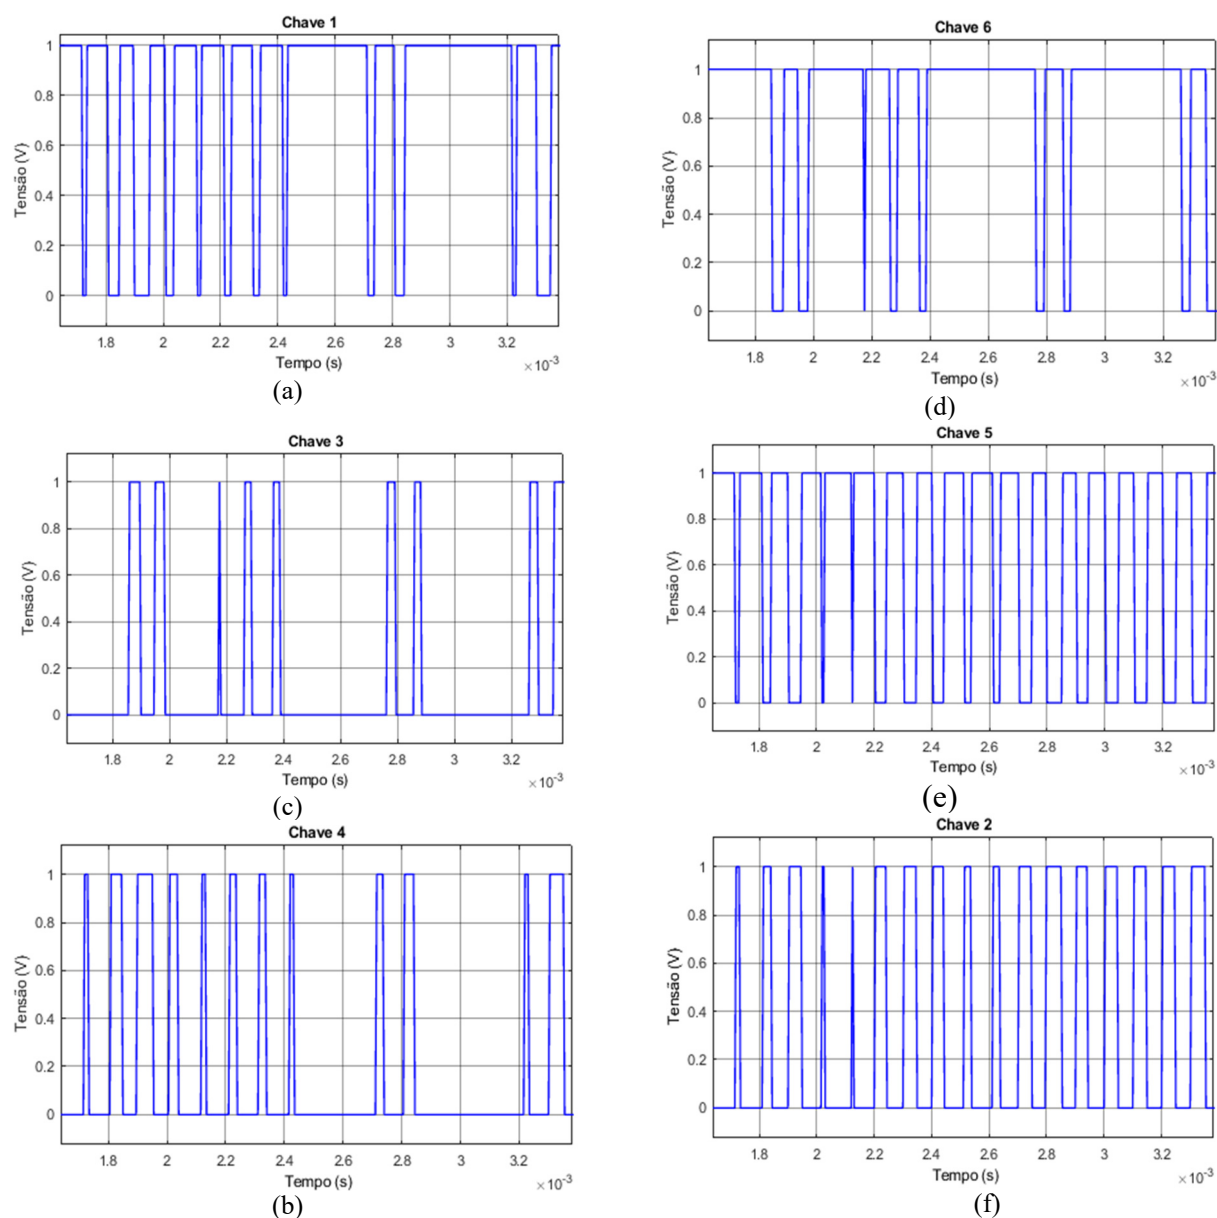 Chave 1
Tensão (V)
1
0.8
0.6
0.4
0.2
0
1.8 2 2.2 2.4 2.6 2.8 3 3.2
Tempo (s)
×10⁻³
(a)
Chave 6
Tensão (V)
1
0.8
0.6
0.4
0.2
0
1.8 2 2.2 2.4 2.6 2.8 3 3.2
Tempo (s)
×10⁻³
(d)
Chave 3
Tensão (V)
1
0.8
0.6
0.4
0.2
0
1.8 2 2.2 2.4 2.6 2.8 3 3.2
Tempo (s)
×10⁻³
(c)
Chave 5
Tensão (V)
1
0.8
0.6
0.4
0.2
0
1.8 2 2.2 2.4 2.6 2.8 3 3.2
Tempo (s)
×10⁻³
(e)
Chave 4
Tensão (V)
1
0.8
0.6
0.4
0.2
0
1.8 2 2.2 2.4 2.6 2.8 3 3.2
Tempo (s)
×10⁻³
(b)
Chave 2
Tensão (V)
1
0.8
0.6
0.4
0.2
0
1.8 2 2.2 2.4 2.6 2.8 3 3.2
Tempo (s)
×10⁻³
(f)